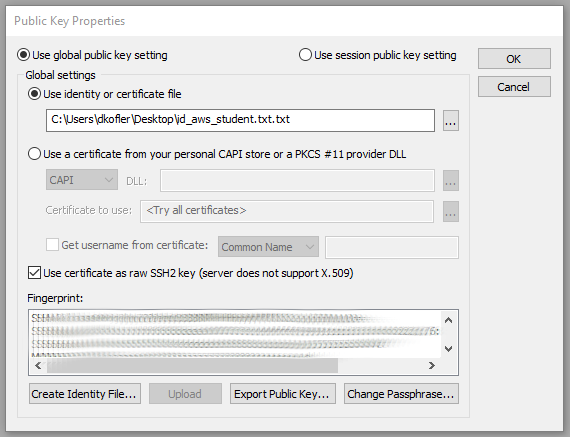 Public Key Properties
Use global public key setting
Use session public key setting
OK
Cancel
Global settings
Use identity or certificate file
C:\Users\dkofler\Desktop\id_aws_student.txt.txt
...
Use a certificate from your personal CAPI store or a PKCS #11 provider DLL
CAPI
DLL:
...
Certificate to use:
<Try all certificates>
...
Get username from certificate:
Common Name
Use certificate as raw SSH2 key (server does not support X.509)
Fingerprint:
Create Identity File...
Upload
Export Public Key...
Change Passphrase...